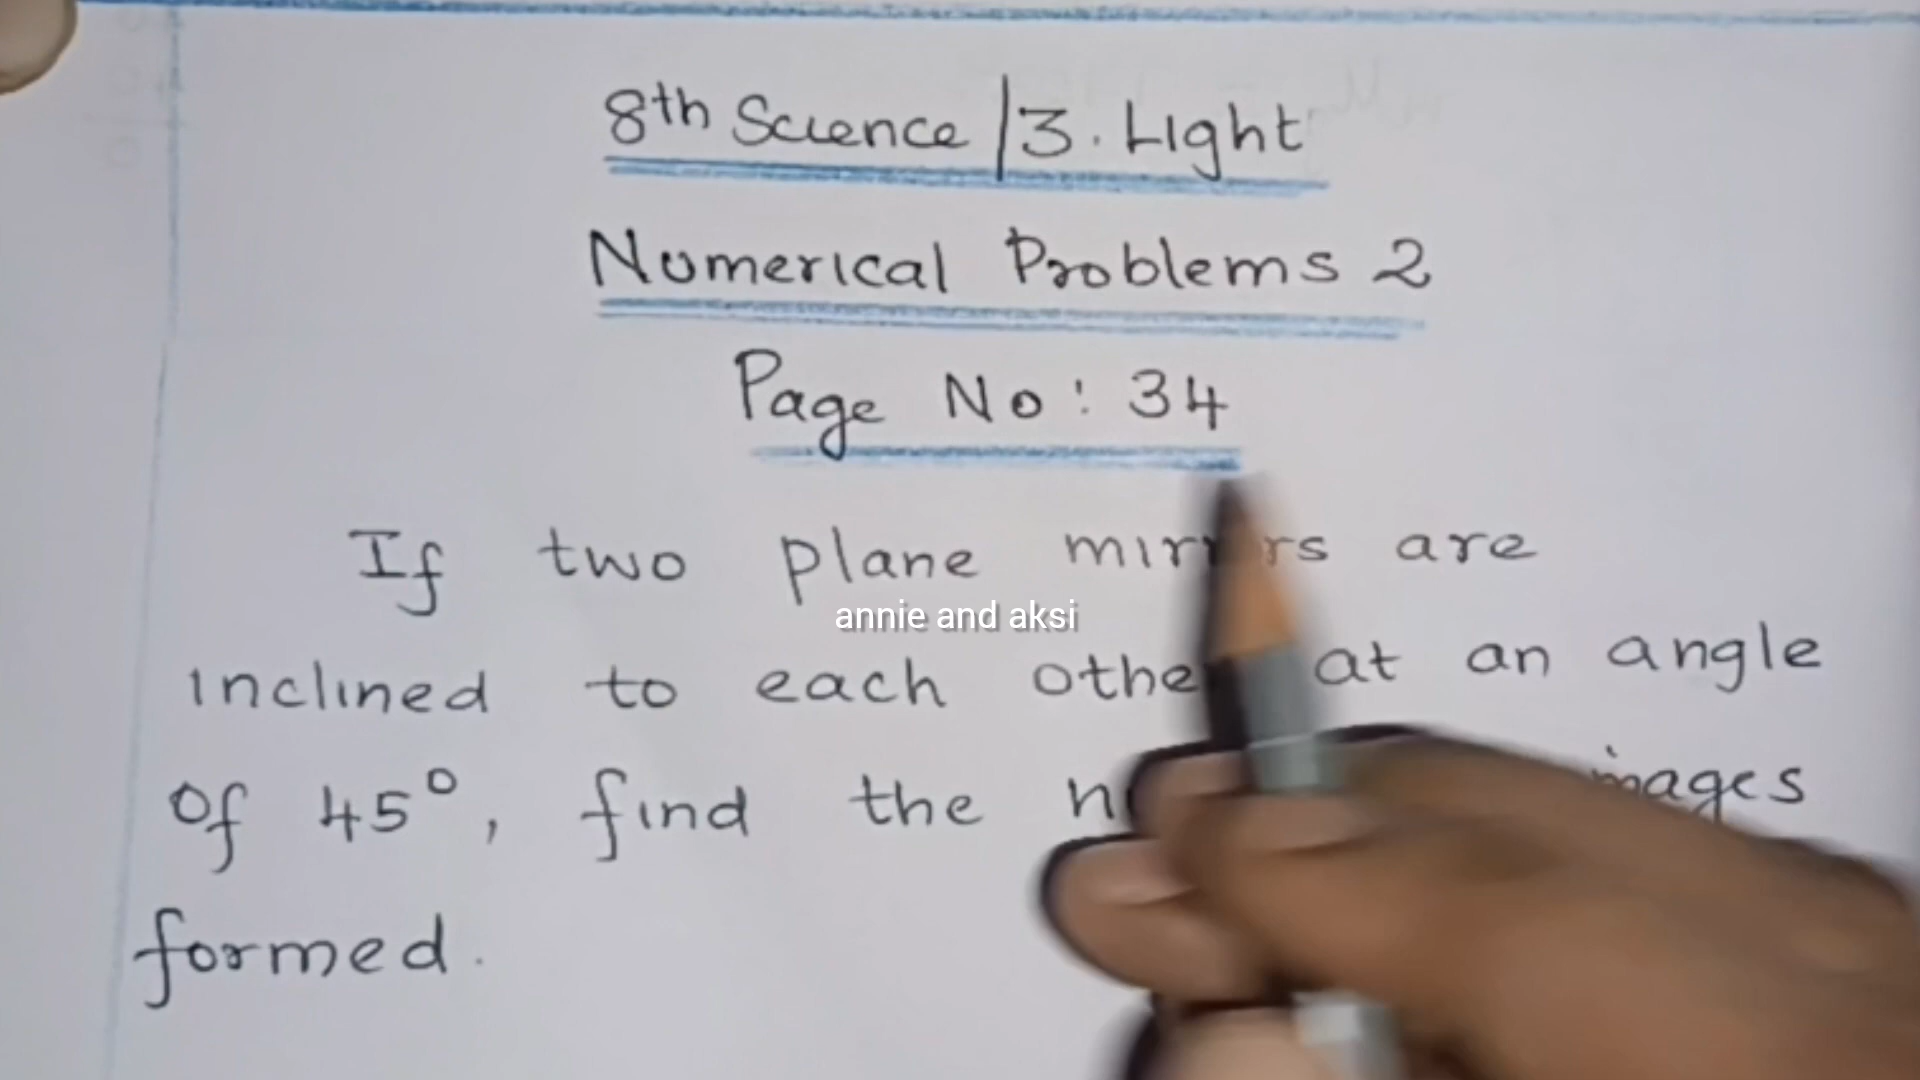 8th Science | 3. Light
Numerical Problems 2
Page No: 34
If two plane are
annie and aksi
inclined to each at an angle
of 45°, find the
formed.